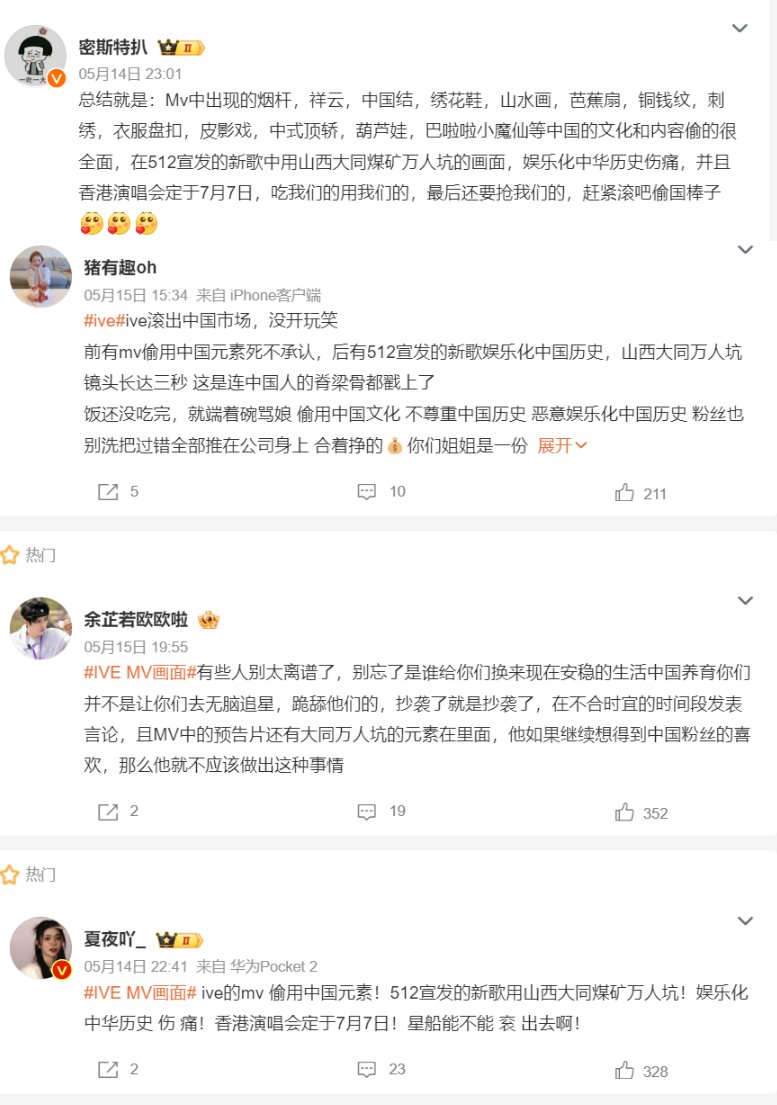 密斯特扒 II
05月14日 23:01
总结就是：Mv中出现的烟杆，祥云，中国结，绣花鞋，山水画，芭蕉扇，铜钱纹，刺
绣，衣服盘扣，皮影戏，中式顶轿，葫芦娃，巴啦啦小魔仙等中国的文化和内容偷的很
全面，在512宣发的新歌中用山西大同煤矿万人坑的画面，娱乐化中华历史伤痛，并且
香港演唱会定于7月7日，吃我们的用我们的，最后还要抢我们的，赶紧滚吧偷国棒子
猪有趣oh
05月15日 15:34 来自 iPhone客户端
#ive#ive滚出中国市场，没开玩笑
前有mv偷用中国元素死不承认，后有512宣发的新歌娱乐化中国历史，山西大同万人坑
镜头长达三秒 这是连中国人的脊梁骨都戳上了
饭还没吃完，就端着碗骂娘 偷用中国文化 不尊重中国历史 恶意娱乐化中国历史 粉丝也
别洗把过错全部推在公司身上 合着挣的💰你们姐姐是一份 展开
5 10 211
热门
余芷若欧欧啦
05月15日 19:55
#IVE MV画面#有些人别太离谱了，别忘了是谁给你们换来现在安稳的生活中国养育你们
并不是让你们去无脑追星，跪舔他们的，抄袭了就是抄袭了，在不合时宜的时间段发表
言论，且MV中的预告片还有大同万人坑的元素在里面，他如果继续想得到中国粉丝的喜
欢，那么他就不应该做出这种事情
2 19 352
热门
夏夜吖_ II
05月14日 22:41 来自 华为Pocket 2
#IVE MV画面# ive的mv 偷用中国元素！512宣发的新歌用山西大同煤矿万人坑！娱乐化
中华历史 伤 痛！香港演唱会定于7月7日！星船能不能 衮 出去啊！
2 23 328